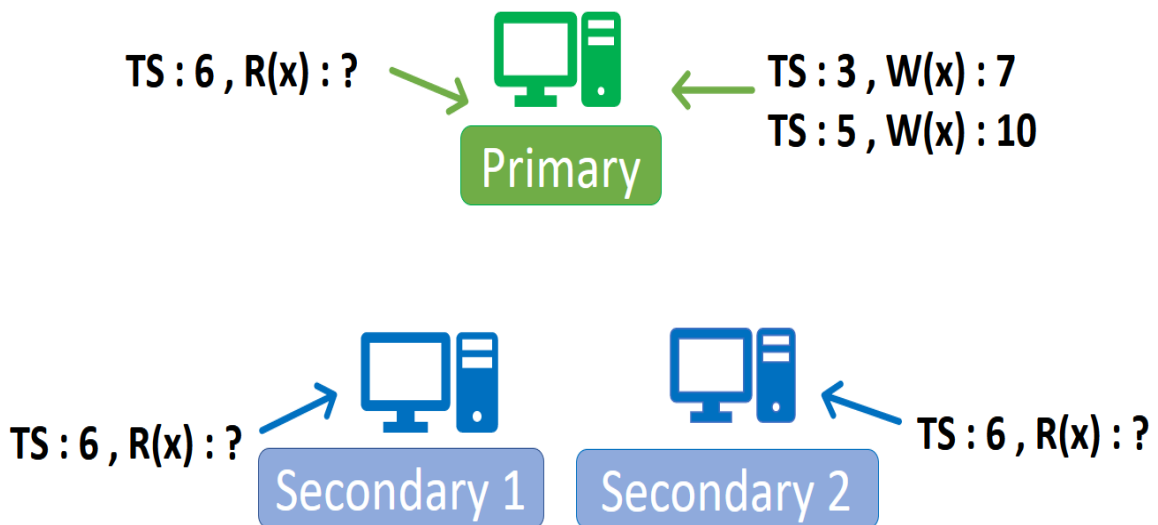 TS : 6 , R(x) : ?
TS : 3 , W(x) : 7
TS : 5 , W(x) : 10
Primary
TS : 6 , R(x) : ?
TS : 6 , R(x) : ?
Secondary 1
Secondary 2